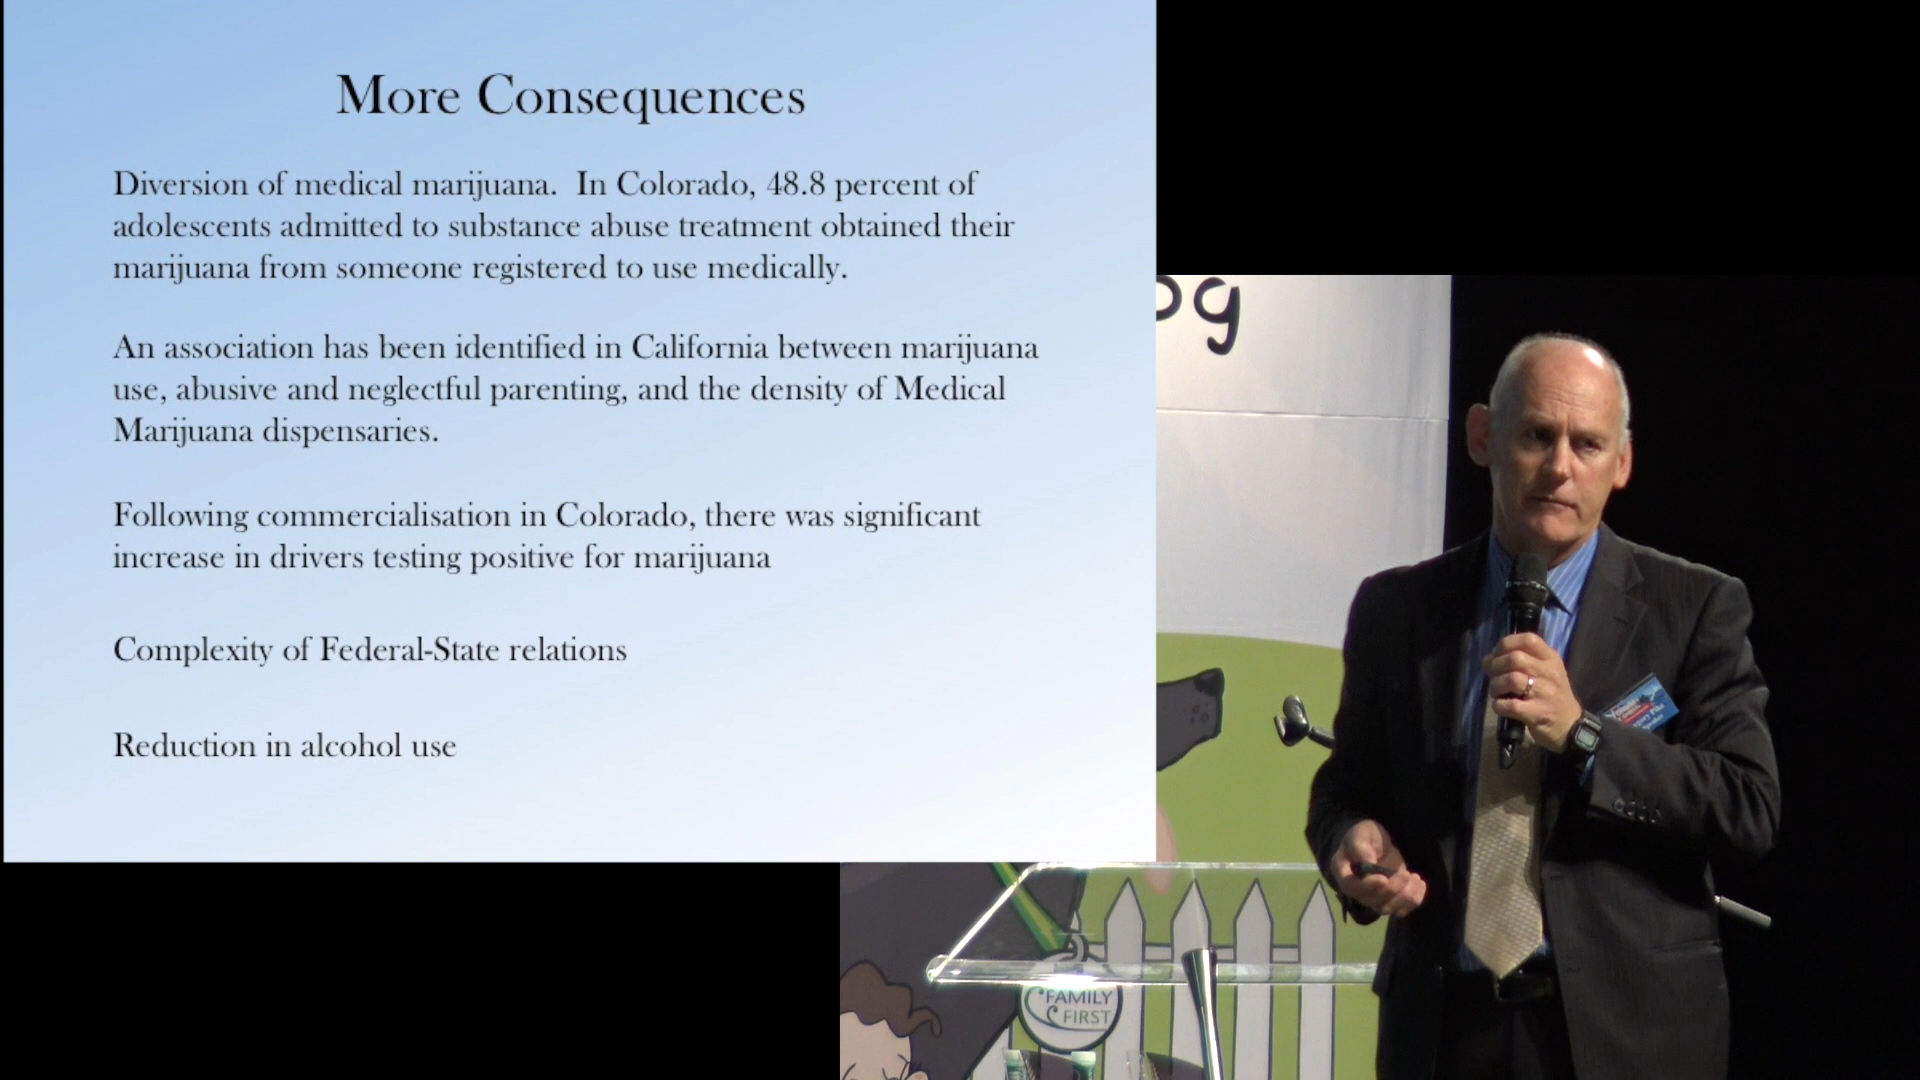 More Consequences
Diversion of medical marijuana.  In Colorado, 48.8 percent of
adolescents admitted to substance abuse treatment obtained their
marijuana from someone registered to use medically.
An association has been identified in California between marijuana
use, abusive and neglectful parenting, and the density of Medical
Marijuana dispensaries.
Following commercialisation in Colorado, there was significant
increase in drivers testing positive for marijuana
Complexity of Federal-State relations
Reduction in alcohol use
og
FAMILY
FIRST